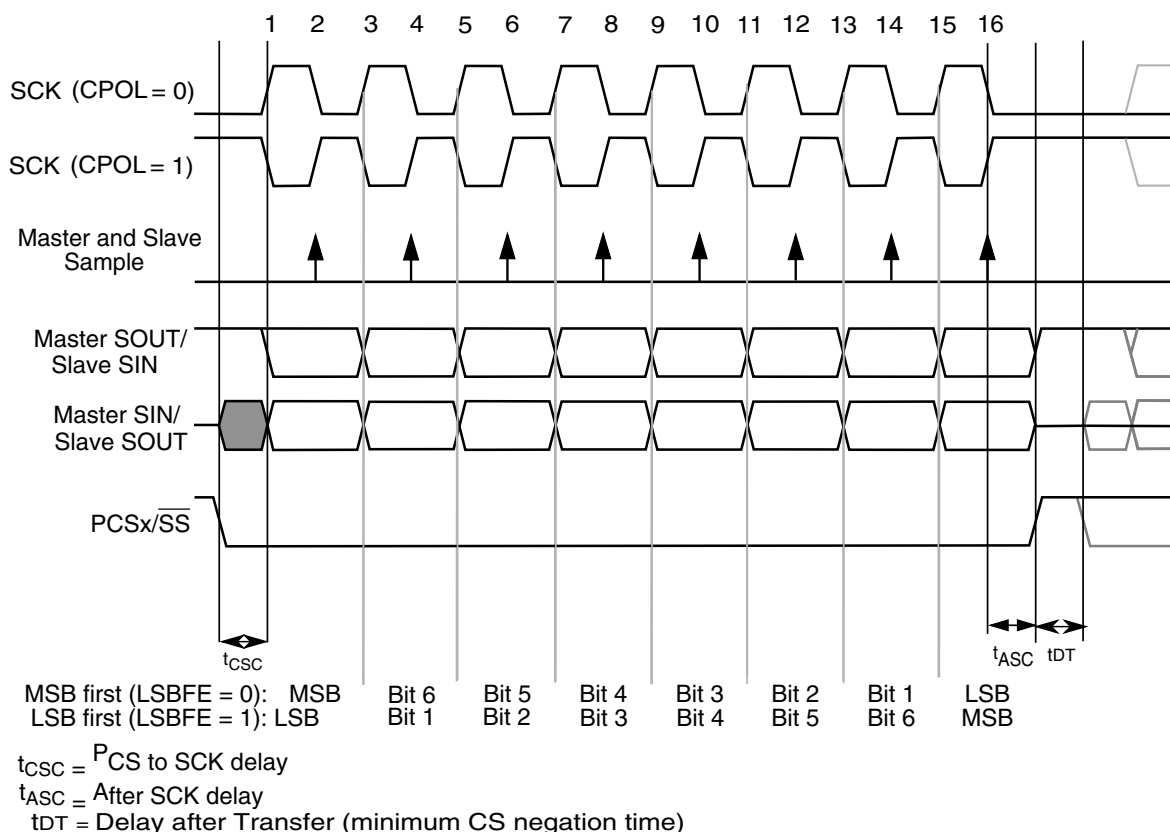 1 2 3 4 5 6 7 8 9 10 11 12 13 14 15 16
SCK (CPOL = 0)
SCK (CPOL = 1)
Master and Slave
Sample
Master SOUT/
Slave SIN
Master SIN/
Slave SOUT
PCSx/SS
tCSC
tASC
tDT
MSB first (LSBFE = 0): MSB Bit 6 Bit 5 Bit 4 Bit 3 Bit 2 Bit 1 LSB
LSB first (LSBFE = 1): LSB Bit 1 Bit 2 Bit 3 Bit 4 Bit 5 Bit 6 MSB
tCSC = PCS to SCK delay
tASC = After SCK delay
tDT = Delay after Transfer (minimum CS negation time)